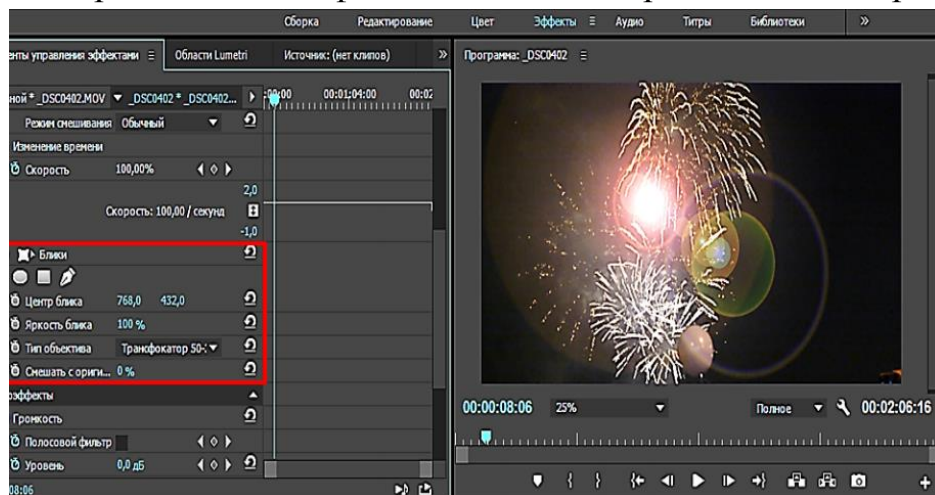 Сборка Редактирование Цвет Эффекты Аудио Титры Библиотеки »
енты управления эффектами Области Lumetri Источник: (нет клипов) » Программа: _DSC0402
ной * _DSC0402.MOV _DSC0402 * _DSC0402... :00:00 00:01:04:00 00:02
Режим смешивания Обычный
Изменение времени
Скорость 100,00%
2,0
Скорость: 100,00 / секунд
-1,0
Блики
Центр блика 768,0 432,0
Яркость блика 100 %
Тип объектива Трансфокатор 50-
Смешать с ориги... 0 %
оэффекты
Громкость
Полосовой фильтр
Уровень 0,0 дБ
08:06
00:00:08:06 25% Полное 00:02:06:16